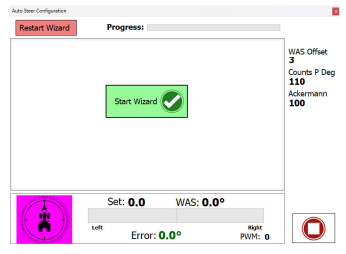 Auto Steer Configuration
Restart Wizard
Progress:
WAS Offset
3
Counts P Deg
110
Ackermann
100
Start Wizard
Set: 0.0 WAS: 0.0°
Left Right
Error: 0.0° PWM: 0